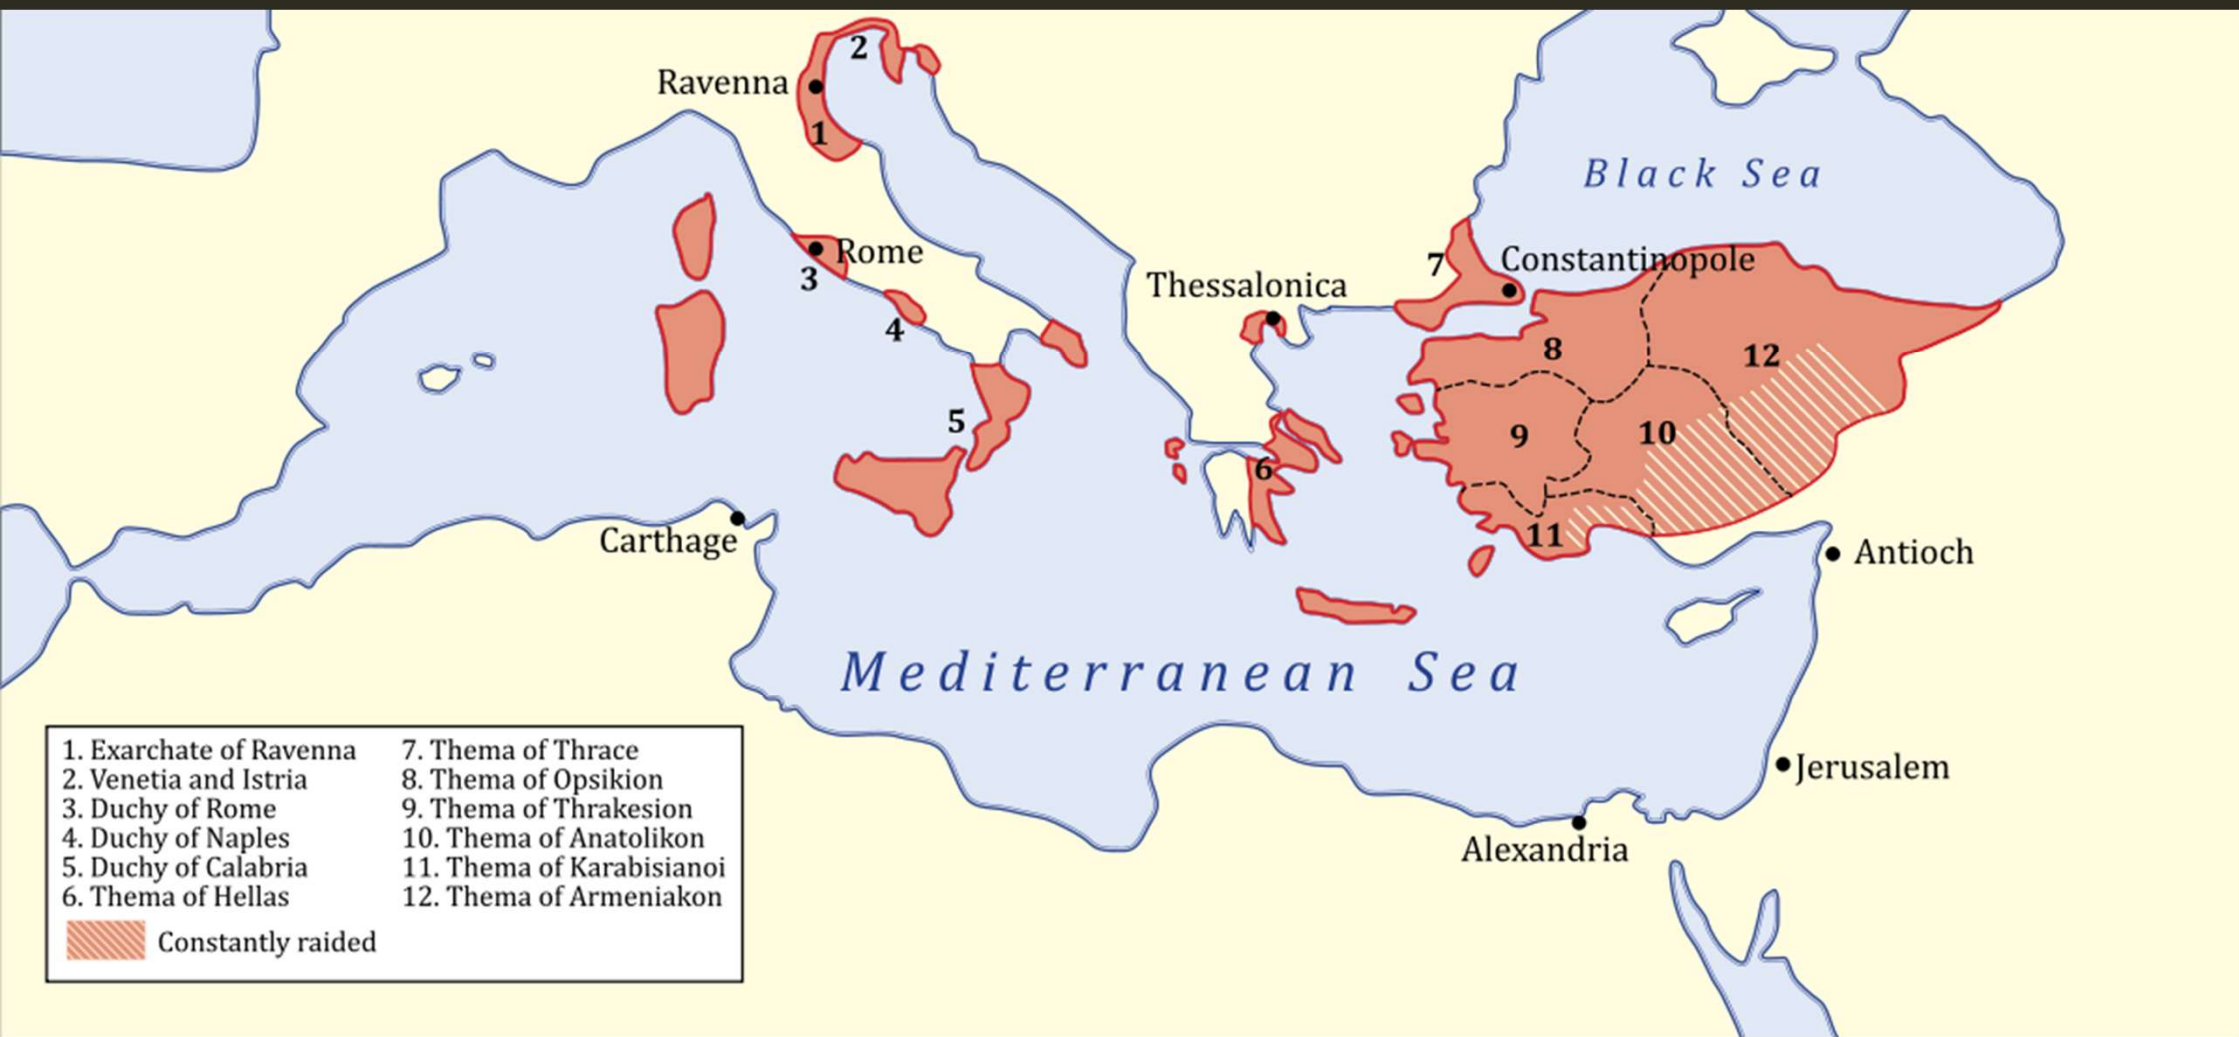 2
Ravenna
1
Black Sea
Rome
3
7
Constantinople
Thessalonica
4
8
12
5
9
10
6
11
Carthage
Antioch
Mediterranean Sea
1. Exarchate of Ravenna
2. Venetia and Istria
3. Duchy of Rome
4. Duchy of Naples
5. Duchy of Calabria
6. Thema of Hellas
7. Thema of Thrace
8. Thema of Opsikion
9. Thema of Thrakesion
10. Thema of Anatolikon
11. Thema of Karabisianoi
12. Thema of Armeniakon
Constantly raided
Jerusalem
Alexandria